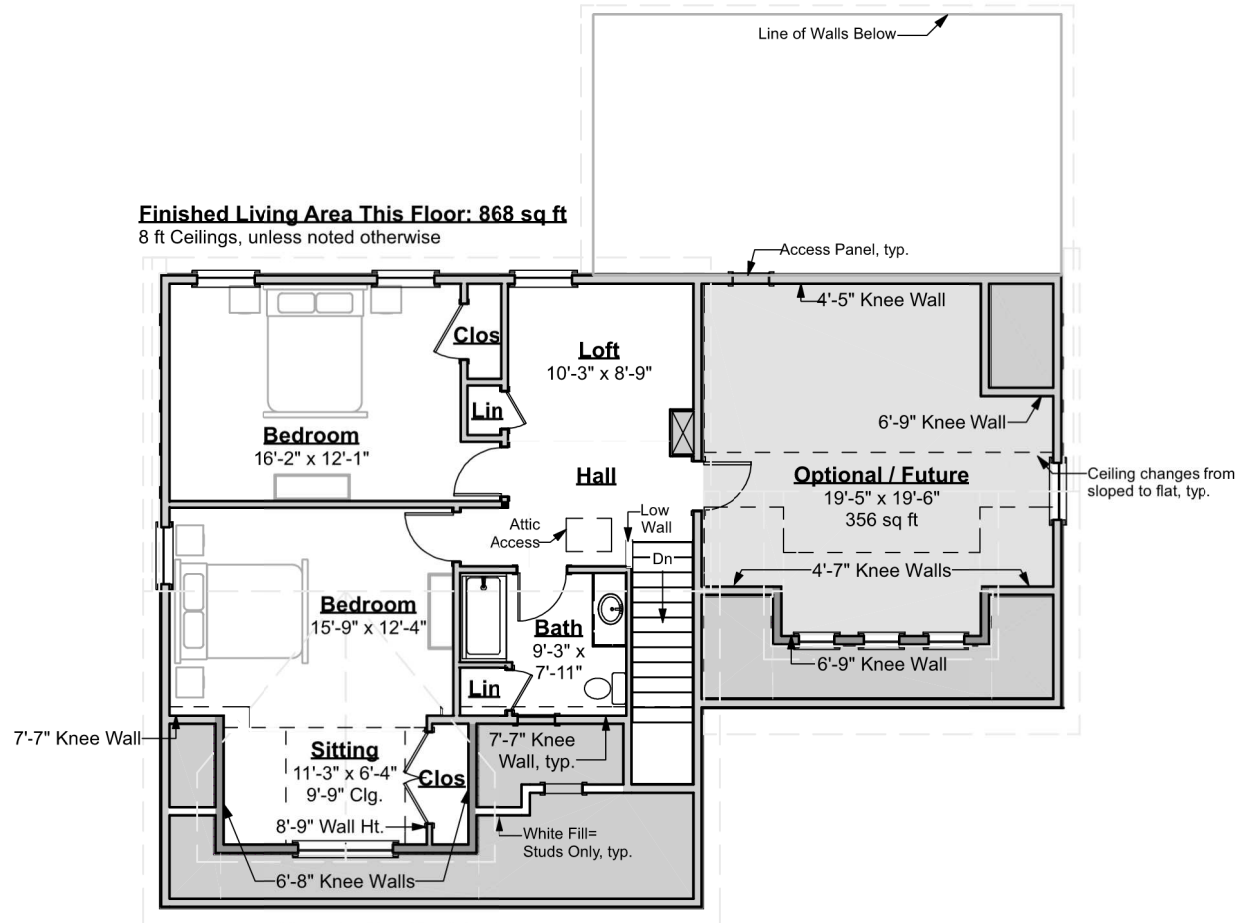 Line of Walls Below
Finished Living Area This Floor: 868 sq ft
8 ft Ceilings, unless noted otherwise
Access Panel, typ.
4'-5" Knee Wall
Clos
Loft
10'-3" x 8'-9"
Lin
6'-9" Knee Wall
Bedroom
16'-2" x 12'-1"
Hall
Optional / Future
19'-5" x 19'-6"
356 sq ft
Ceiling changes from
sloped to flat, typ.
Attic
Access
Low
Wall
Dn
4'-7" Knee Walls
Bedroom
15'-9" x 12'-4"
Bath
9'-3" x
7'-11"
6'-9" Knee Wall
Lin
7'-7" Knee Wall
Sitting
11'-3" x 6'-4"
9'-9" Clg.
Clos
7'-7" Knee
Wall, typ.
8'-9" Wall Ht.
White Fill=
Studs Only, typ.
6'-8" Knee Walls